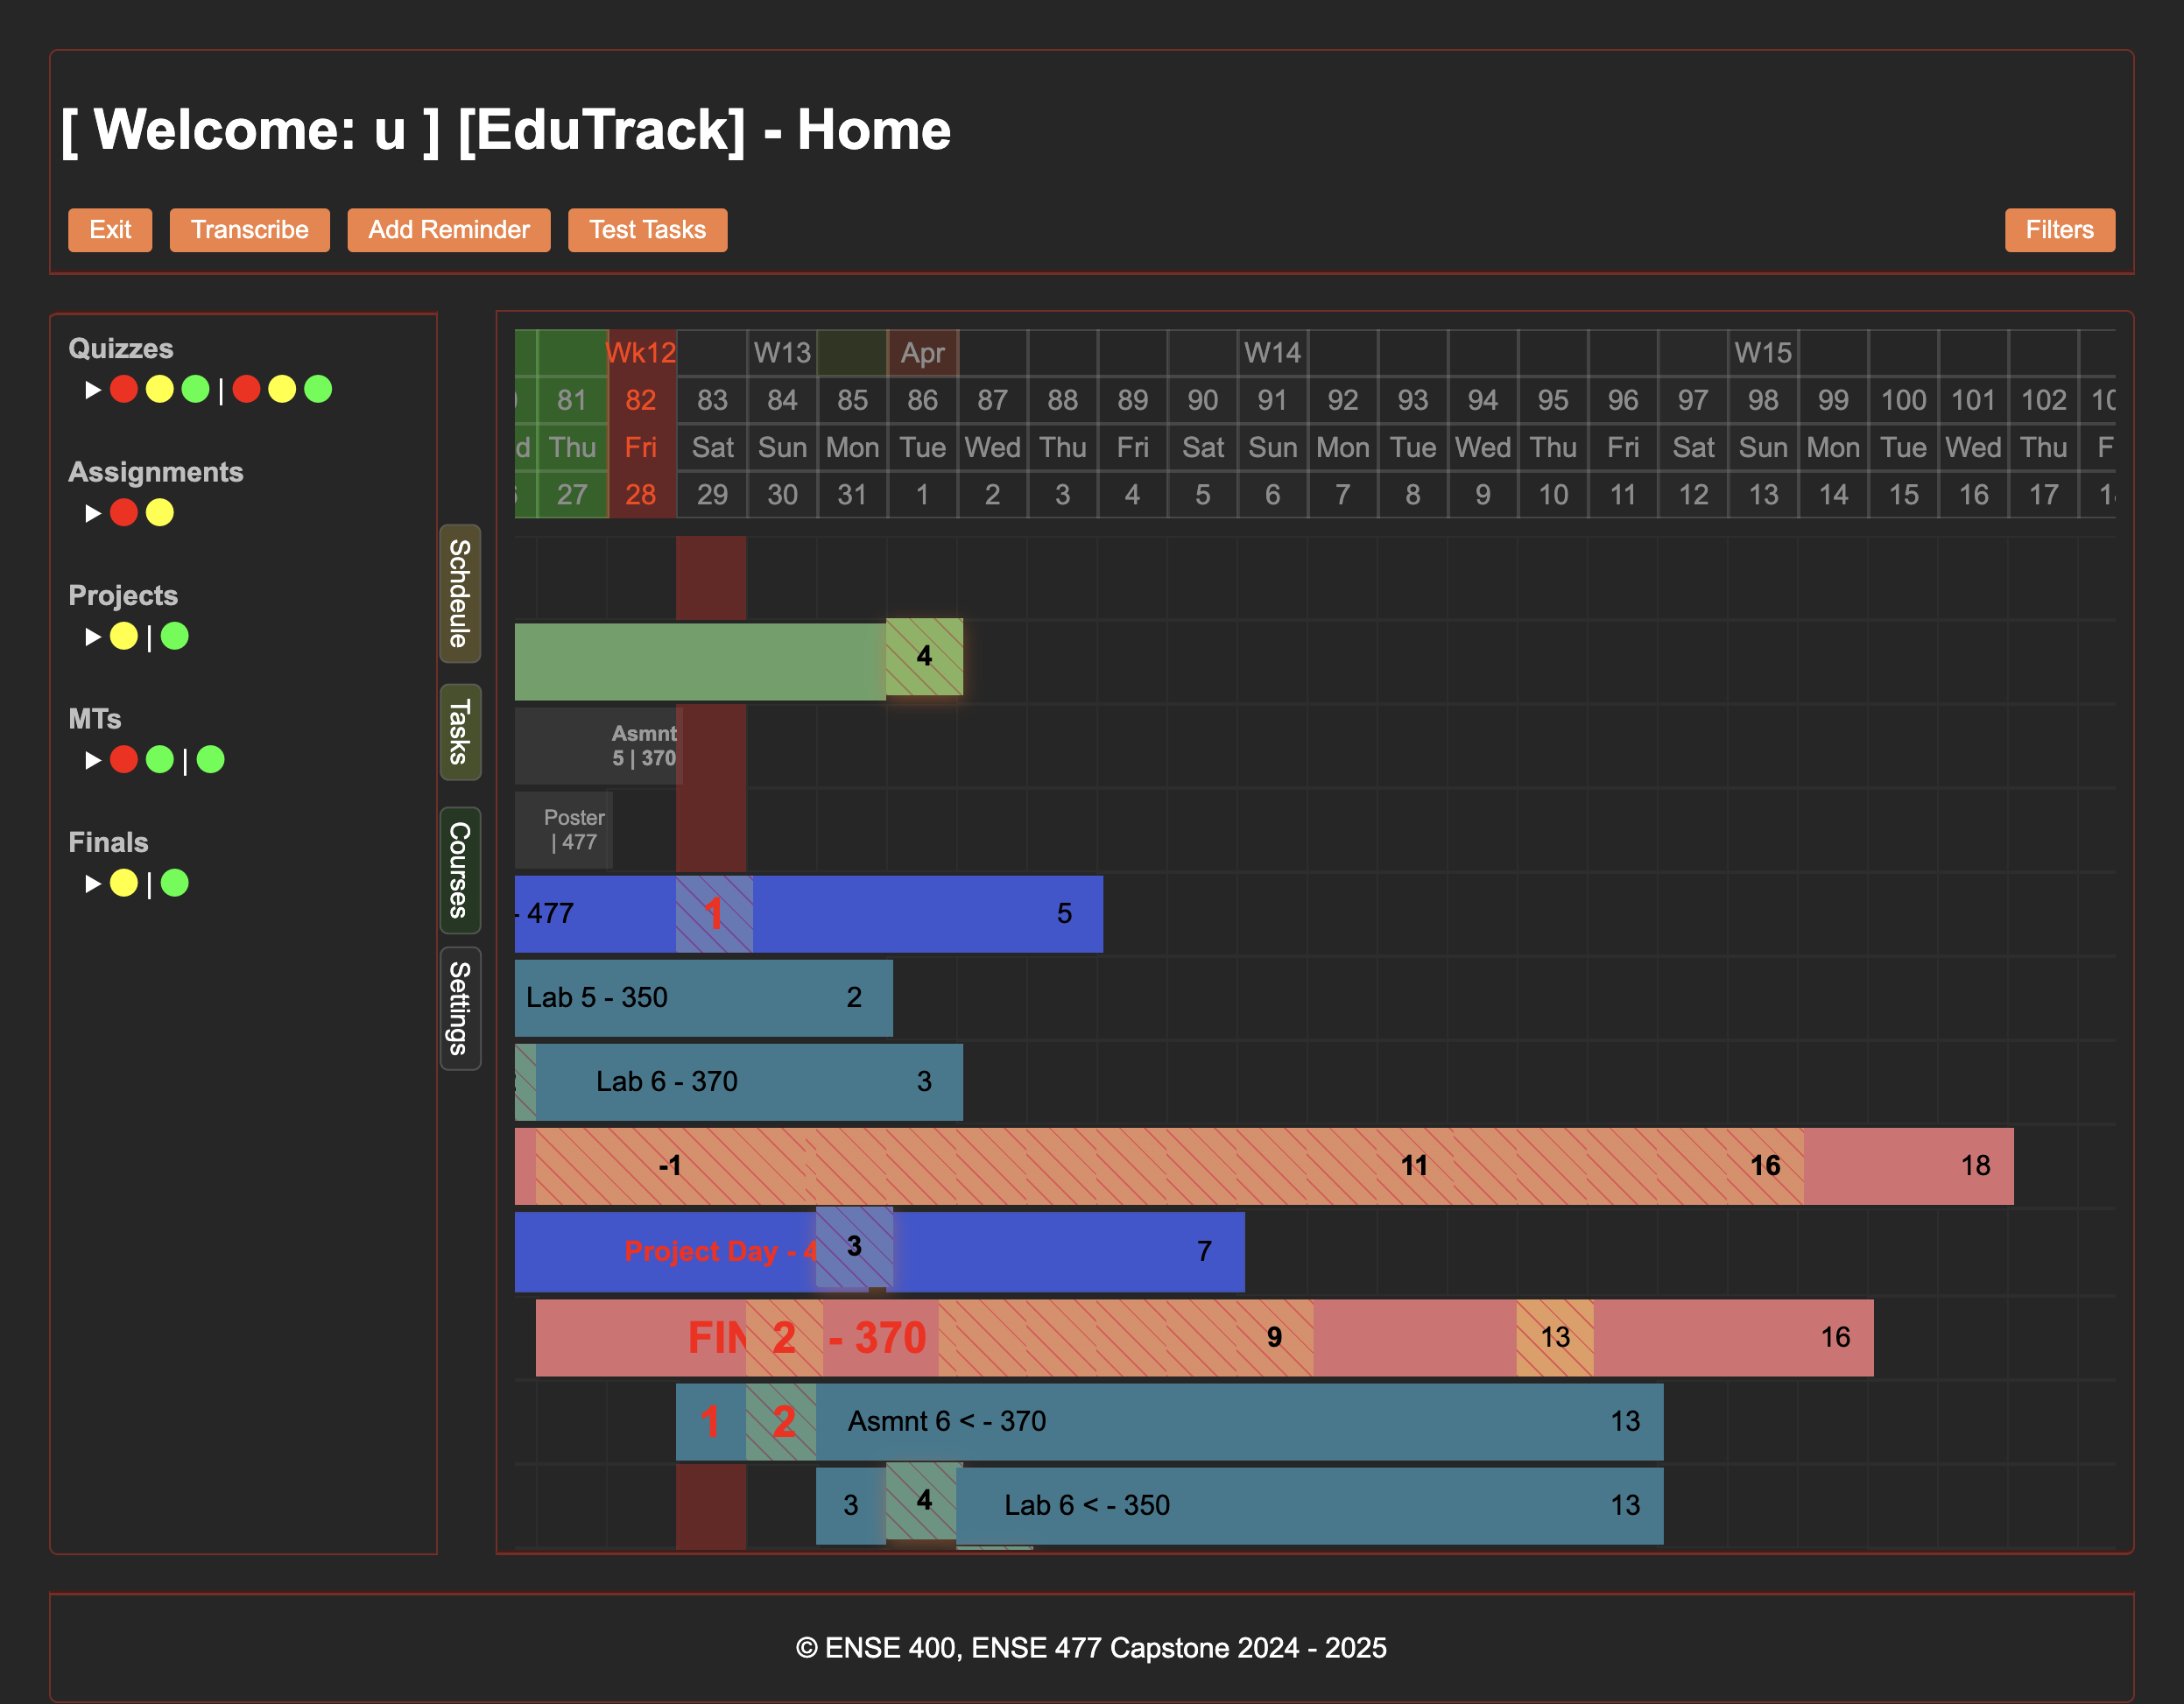 [ Welcome: u ] [EduTrack] - Home
Exit Transcribe Add Reminder Test Tasks Filters
Quizzes
Assignments
Projects
MTs
Finals
Schdeule
Tasks
Courses
Settings
Wk12 W13 Apr W14 W15
81 82 83 84 85 86 87 88 89 90 91 92 93 94 95 96 97 98 99 100 101 102
Thu Fri Sat Sun Mon Tue Wed Thu Fri Sat Sun Mon Tue Wed Thu Fri Sat Sun Mon Tue Wed Thu
27 28 29 30 31 1 2 3 4 5 6 7 8 9 10 11 12 13 14 15 16 17
4
Asmnt
5 | 370
Poster
| 477
- 477 1 5
Lab 5 - 350 2
Lab 6 - 370 3
-1 11 16 18
Project Day - 4 3 7
FIN 2 - 370 9 13 16
1 2 Asmnt 6 < - 370 13
3 4 Lab 6 < - 350 13
© ENSE 400, ENSE 477 Capstone 2024 - 2025